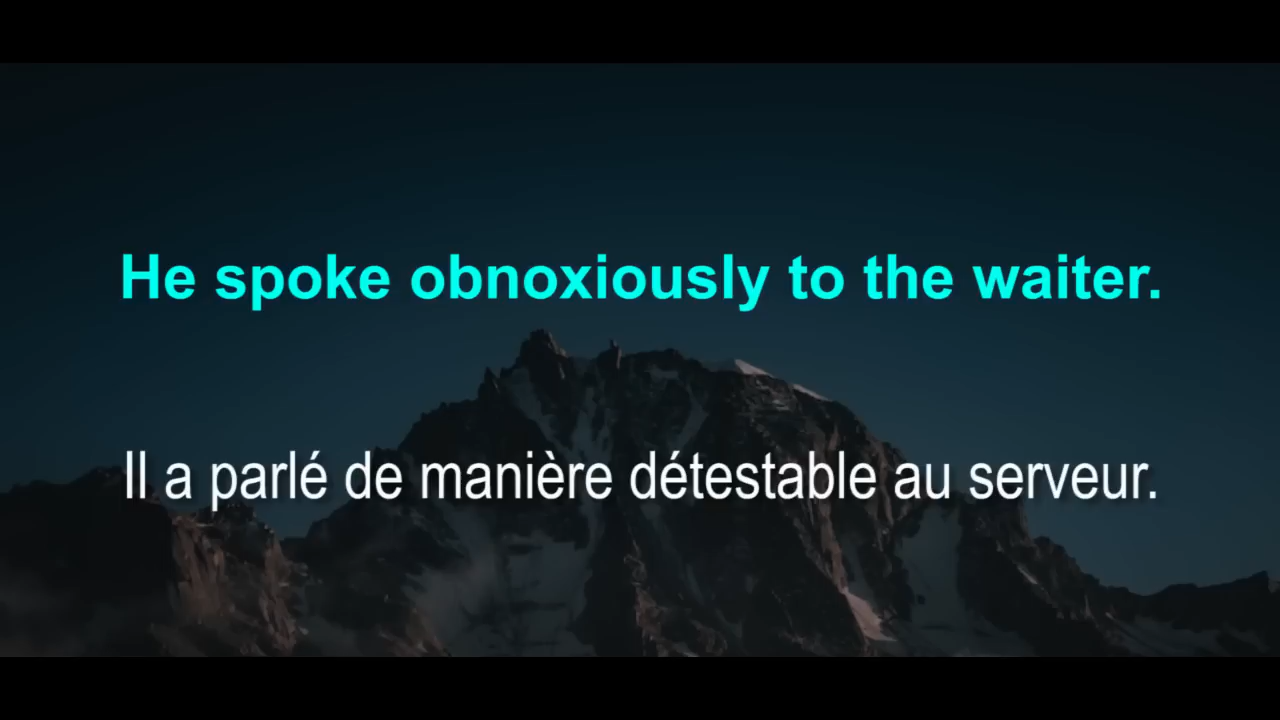 He spoke obnoxiously to the waiter.
Il a parlé de manière détestable au serveur.